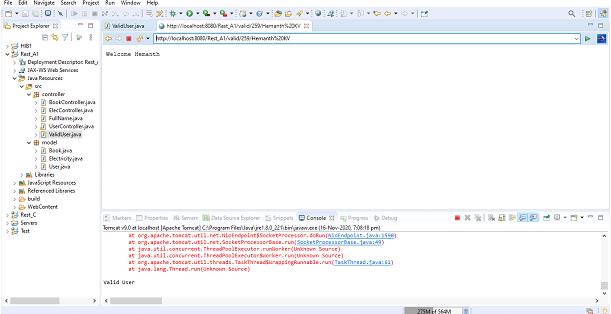 File Edit Navigate Search Project Run Window Help
Project Explorer
HIB1
Rest_A1
Deployment Descriptor: Rest_
JAX-WS Web Services
Java Resources
src
controller
BookController.java
ElecController.java
FullName.java
UserController.java
ValidUser.java
model
Book.java
Electricity.java
User.java
Libraries
JavaScript Resources
Referenced Libraries
build
WebContent
Rest_C
Servers
Test
ValidUser.java http://localhost:8080/Rest_A1/valid/259/Hemanth%20KV
http://localhost:8080/Rest_A1/valid/259/Hemanth%20KV
Welcome Hemanth
Markers Properties Servers Data Source Explorer Snippets Console Progress Debug
Tomcat v9.0 at localhost [Apache Tomcat] C:\Program Files\Java\jre1.8.0_221\bin\javaw.exe (16-Nov-2020, 7:08:18 pm)
at org.apache.tomcat.util.net.NioEndpoint$SocketProcessor.doRun(NioEndpoint.java:1590)
at org.apache.tomcat.util.net.SocketProcessorBase.run(SocketProcessorBase.java:49)
at java.util.concurrent.ThreadPoolExecutor.runWorker(Unknown Source)
at java.util.concurrent.ThreadPoolExecutor$Worker.run(Unknown Source)
at org.apache.tomcat.util.threads.TaskThread$WrappingRunnable.run(TaskThread.java:61)
at java.lang.Thread.run(Unknown Source)
Valid User
275M of 564M